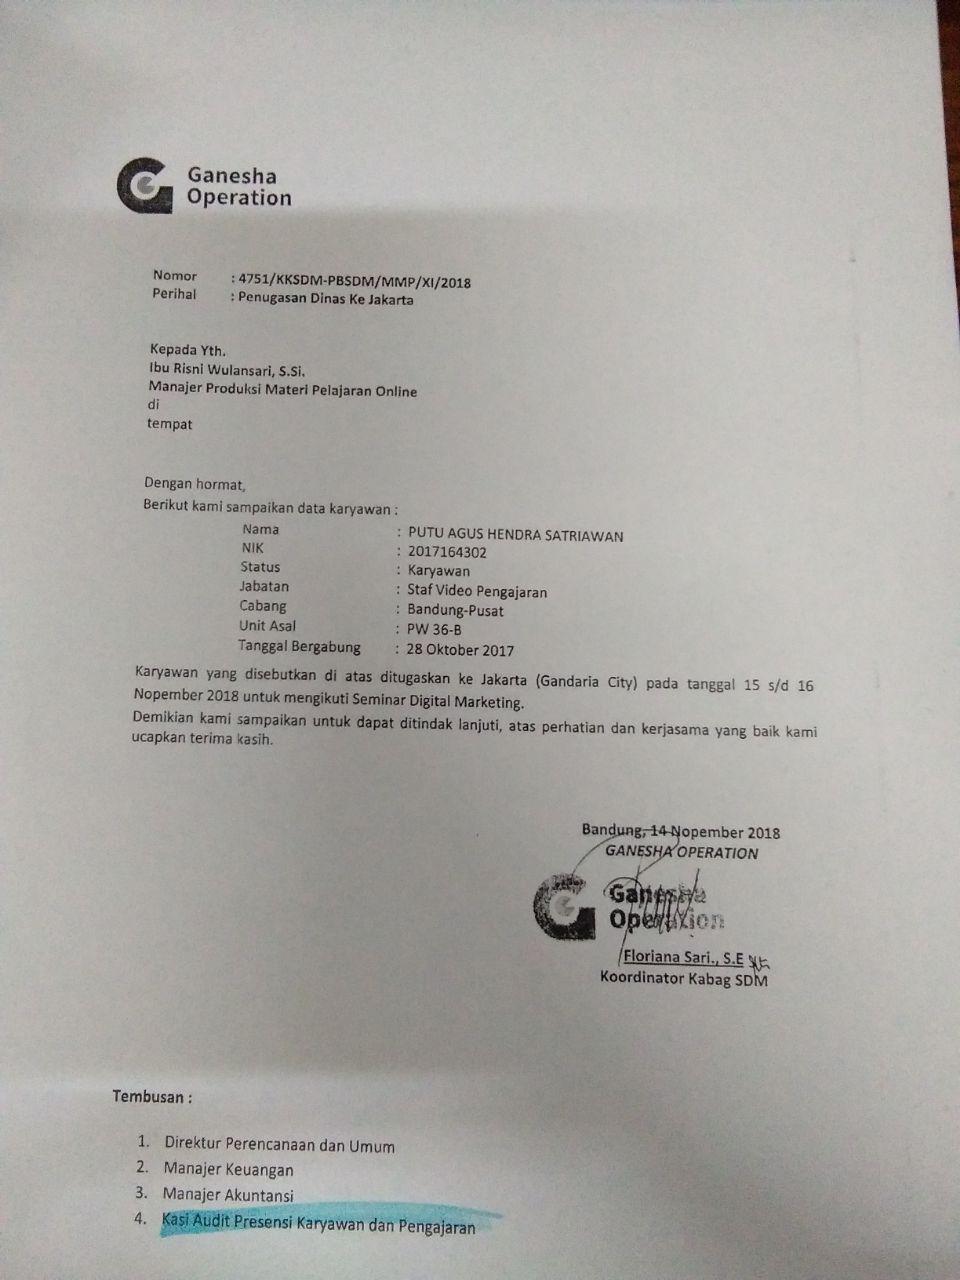 Ganesha
Operation
Nomor : 4751/KKSDM-PBSDM/MMP/XI/2018
Perihal : Penugasan Dinas Ke Jakarta
Kepada Yth.
Ibu Risni Wulansari, S.Si.
Manajer Produksi Materi Pelajaran Online
di
tempat
Dengan hormat,
Berikut kami sampaikan data karyawan :
Nama : PUTU AGUS HENDRA SATRIAWAN
NIK : 2017164302
Status : Karyawan
Jabatan : Staf Video Pengajaran
Cabang : Bandung-Pusat
Unit Asal : PW 36-B
Tanggal Bergabung : 28 Oktober 2017
Karyawan yang disebutkan di atas ditugaskan ke Jakarta (Gandaria City) pada tanggal 15 s/d 16
Nopember 2018 untuk mengikuti Seminar Digital Marketing.
Demikian kami sampaikan untuk dapat ditindak lanjuti, atas perhatian dan kerjasama yang baik kami
ucapkan terima kasih.
Bandung, 14 Nopember 2018
GANESHA OPERATION
Ganesha
Operation
Floriana Sari., S.E
Koordinator Kabag SDM
Tembusan :
1. Direktur Perencanaan dan Umum
2. Manajer Keuangan
3. Manajer Akuntansi
4. Kasi Audit Presensi Karyawan dan Pengajaran